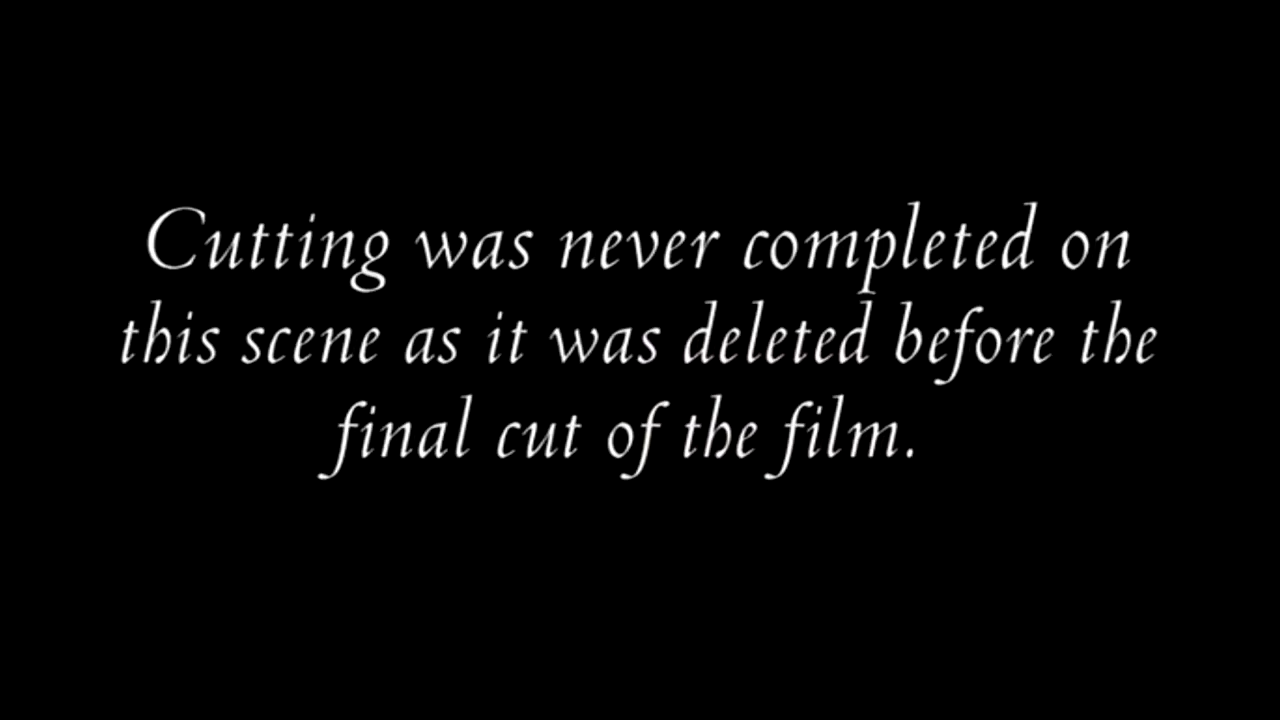 Cutting was never completed on
this scene as it was deleted before the
final cut of the film.